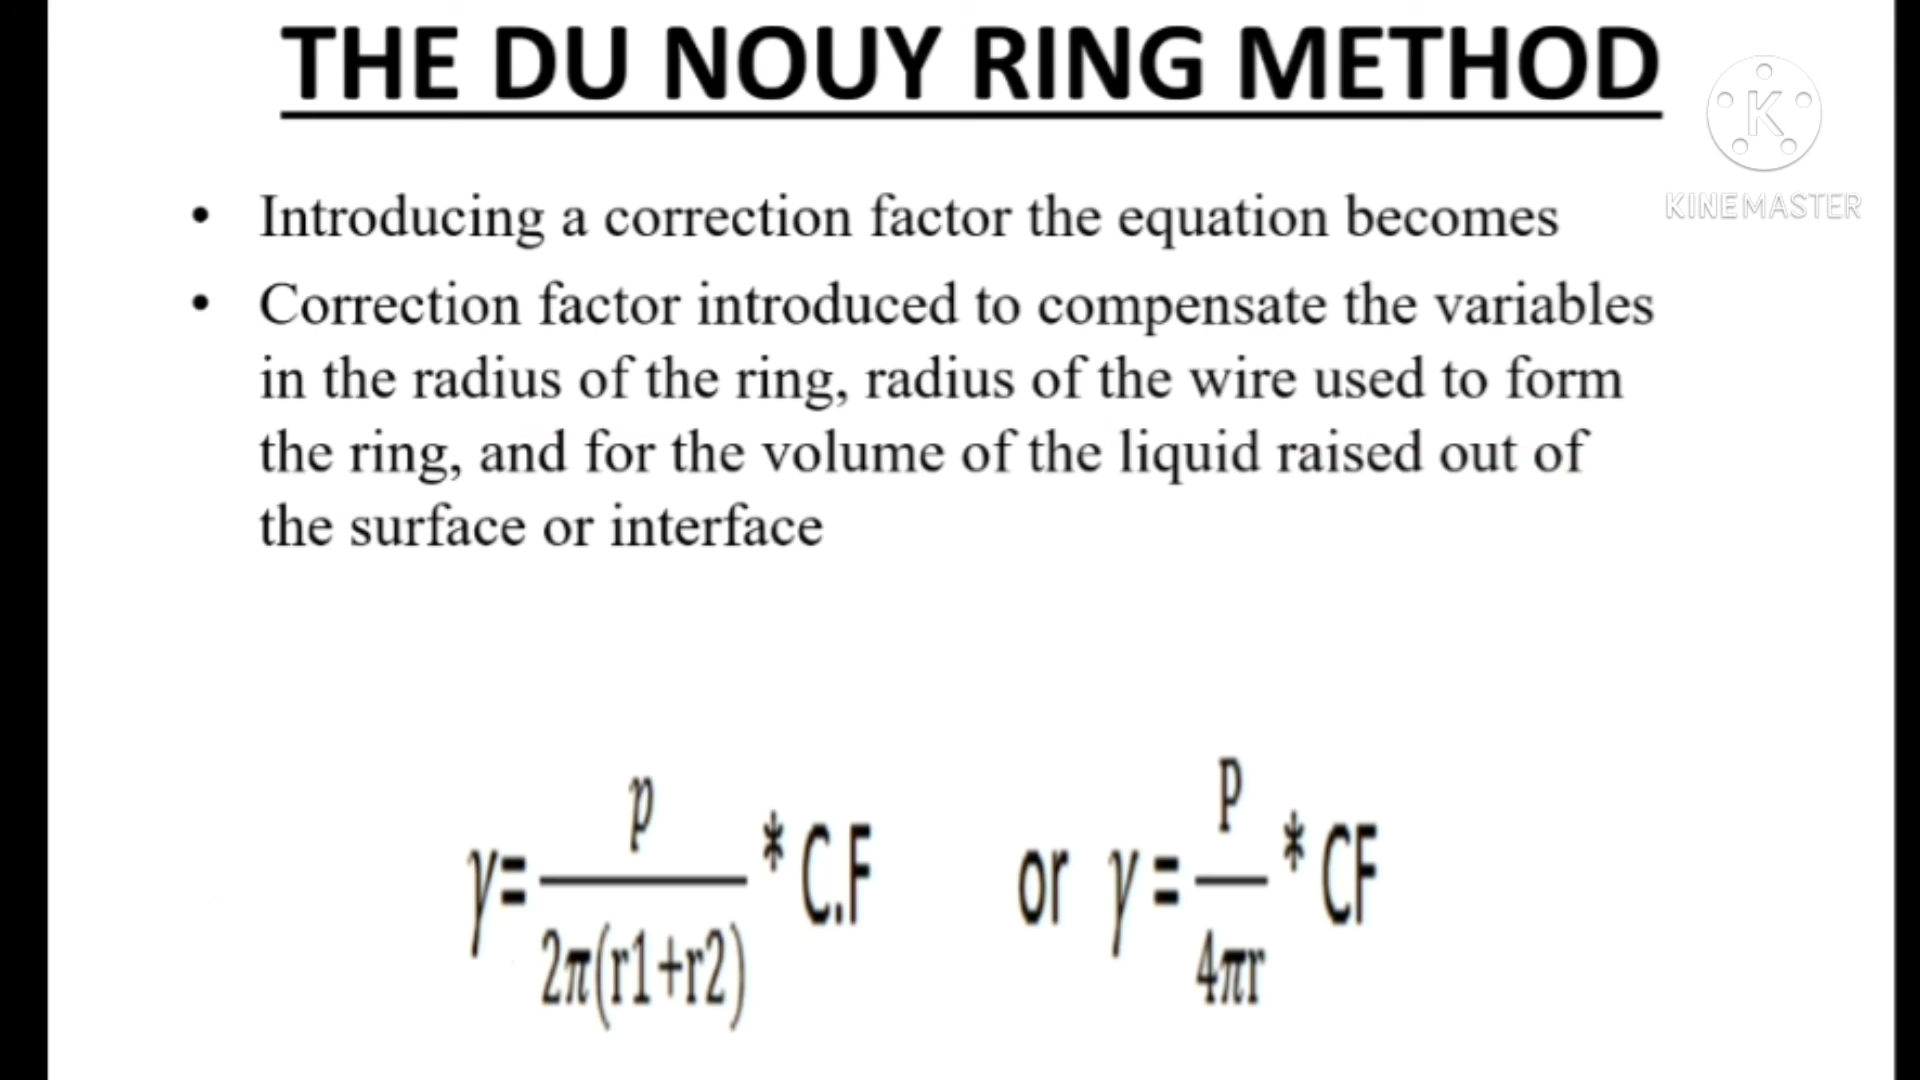 THE DU NOUY RING METHOD
K
KINEMASTER
• Introducing a correction factor the equation becomes
• Correction factor introduced to compensate the variables
in the radius of the ring, radius of the wire used to form
the ring, and for the volume of the liquid raised out of
the surface or interface
γ= p / 2π(r1+r2) * C.F or γ = P / 4πr * CF